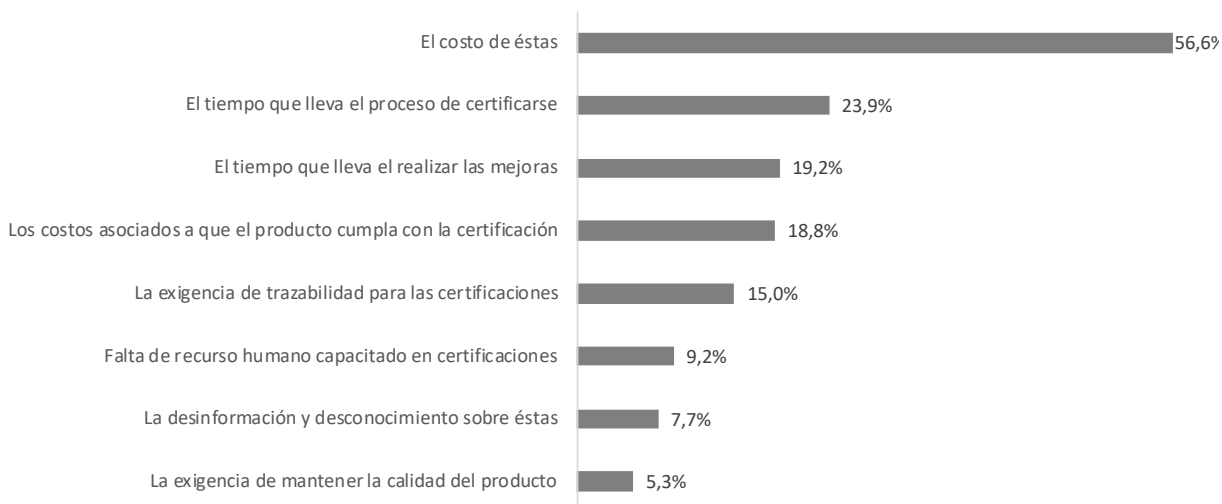 El costo de éstas 56,6%
El tiempo que lleva el proceso de certificarse 23,9%
El tiempo que lleva el realizar las mejoras 19,2%
Los costos asociados a que el producto cumpla con la certificación 18,8%
La exigencia de trazabilidad para las certificaciones 15,0%
Falta de recurso humano capacitado en certificaciones 9,2%
La desinformación y desconocimiento sobre éstas 7,7%
La exigencia de mantener la calidad del producto 5,3%